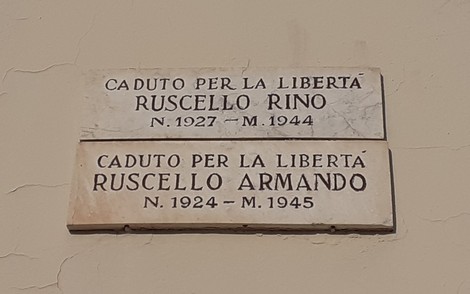 CADUTO PER LA LIBERTÀ
RUSCELLO RINO
N. 1927 – M. 1944
CADUTO PER LA LIBERTÀ
RUSCELLO ARMANDO
N. 1924 – M. 1945